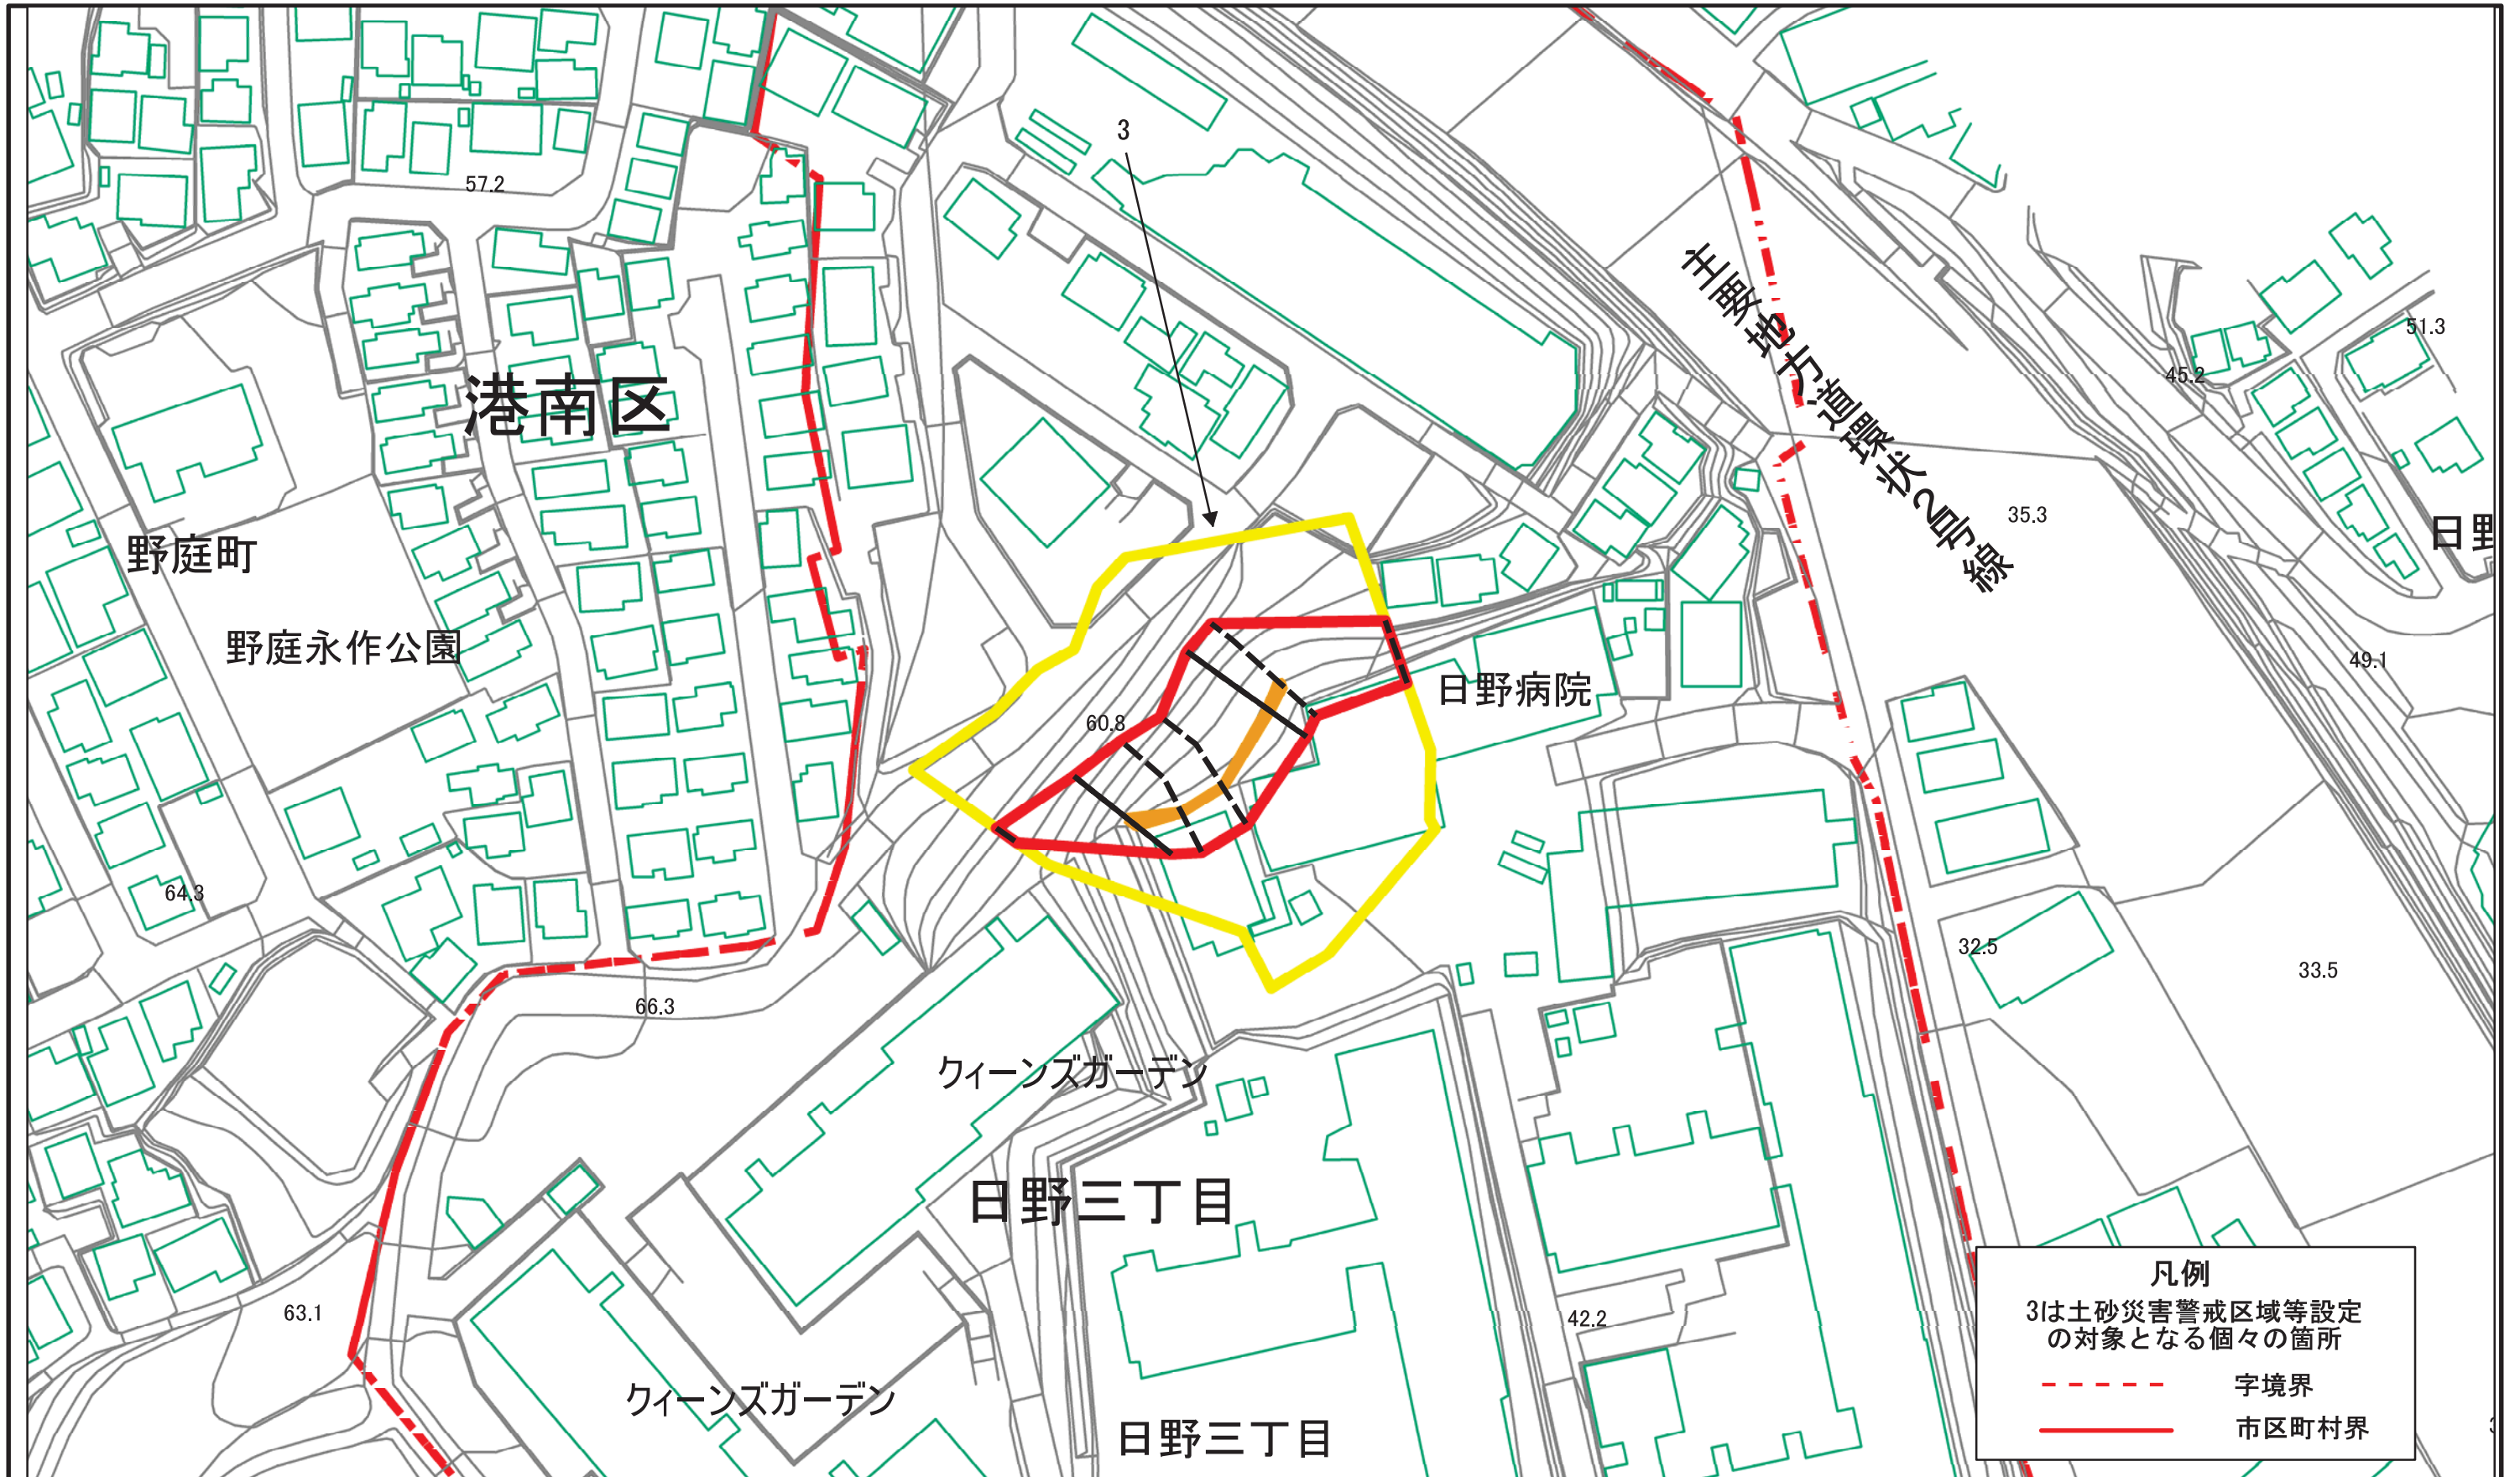 3
57.2
主要地方道環状2号線
51.3
45.2
港南区
35.3
野庭町
日野
野庭永作公園
49.1
日野病院
60.8
64.3
32.5
33.5
66.3
クィーンズガーデン
日野三丁目
63.1
42.2
クィーンズガーデン
日野三丁目
凡例
3は土砂災害警戒区域等設定
の対象となる個々の箇所
字境界
市区町村界